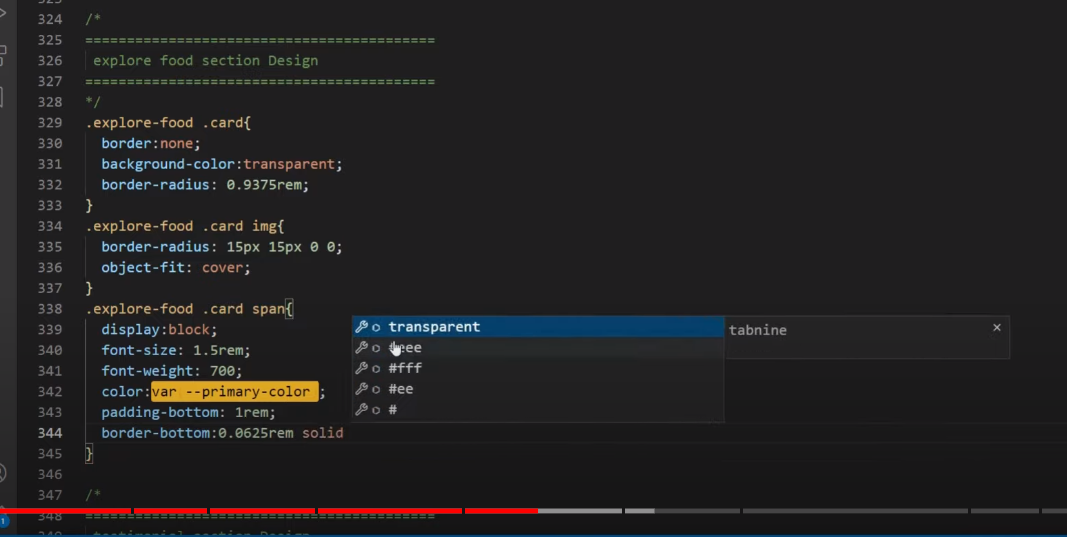 323
324 /*
325 ==========================================
326 explore food section Design
327 ==========================================
328 */
329 .explore-food .card{
330 border:none;
331 background-color:transparent;
332 border-radius: 0.9375rem;
333 }
334 .explore-food .card img{
335 border-radius: 15px 15px 0 0;
336 object-fit: cover;
337 }
338 .explore-food .card span{
339 display:block;
340 font-size: 1.5rem;
341 font-weight: 700;
342 color:var --primary-color ;
343 padding-bottom: 1rem;
344 border-bottom:0.0625rem solid
345 }
346
347 /*
348 ==========================================
349 testimonial section Design
transparent
#eee
#fff
#ee
#
tabnine
×
1